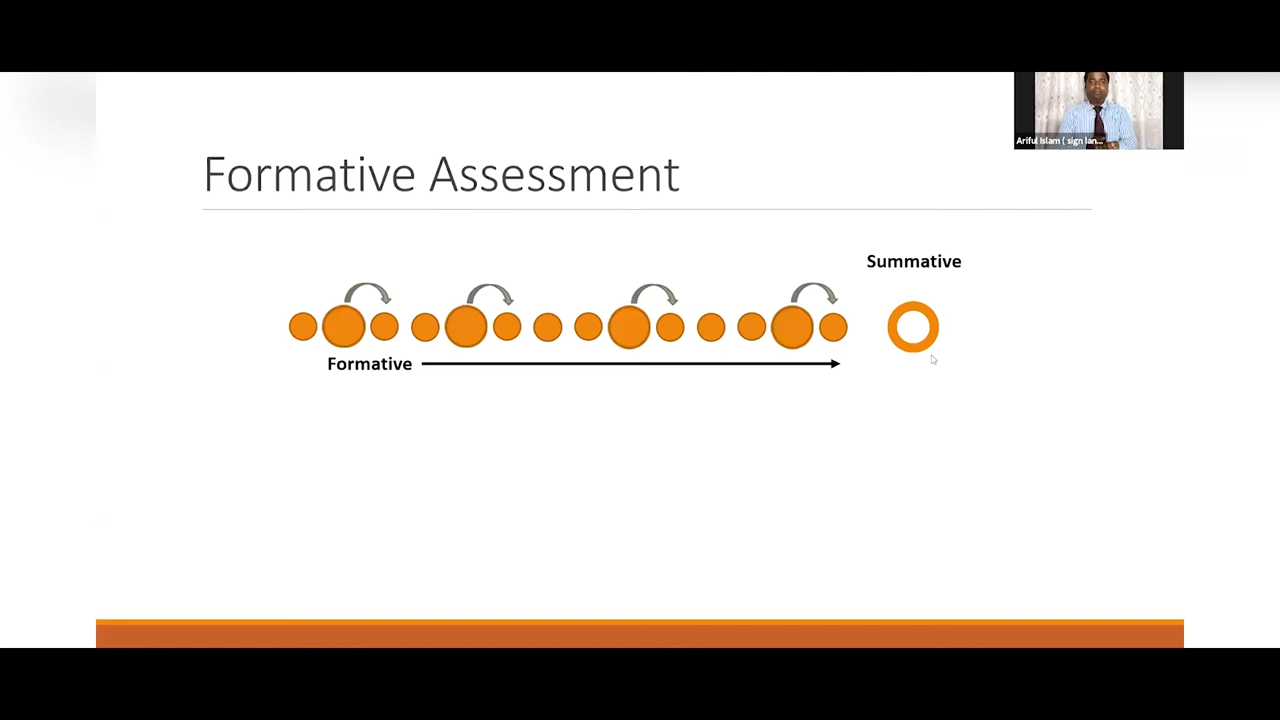 Ariful Islam ( sign lan...
Formative Assessment
Summative
Formative